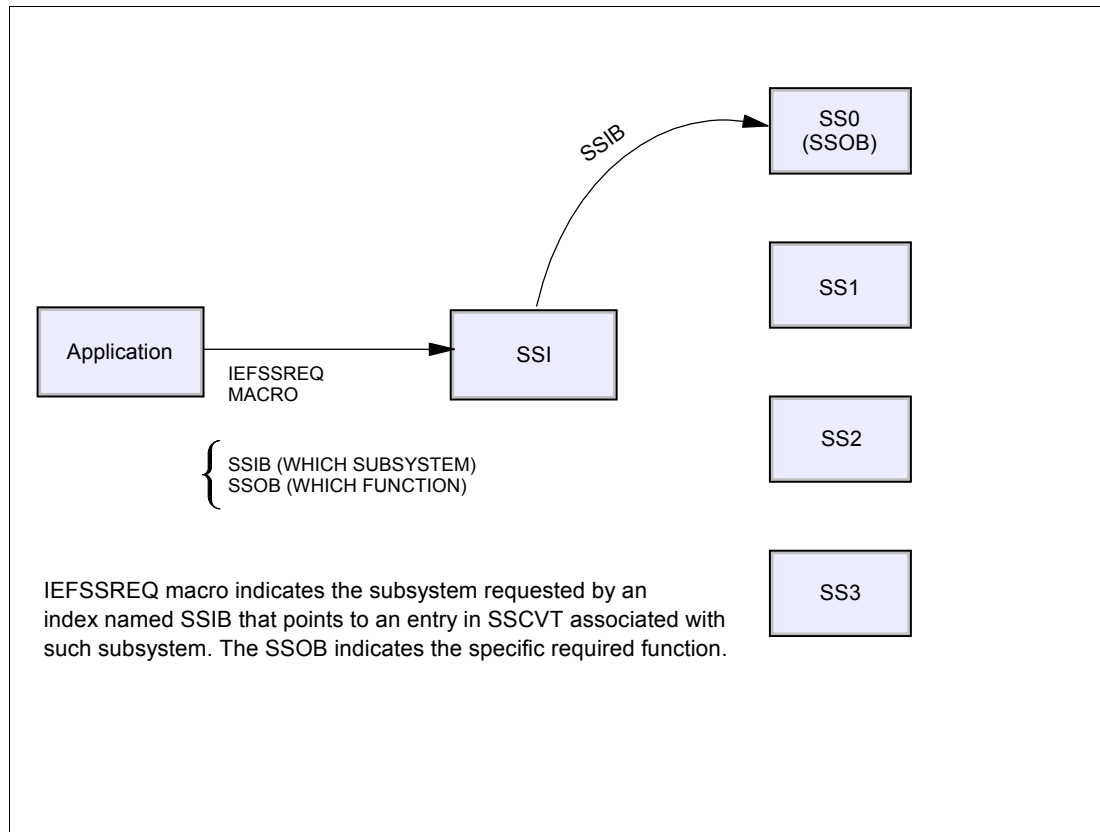 SSIB
SS0
(SSOB)
SS1
Application
SSI
IEFSSREQ
MACRO
SS2
SSIB (WHICH SUBSYSTEM)
SSOB (WHICH FUNCTION)
SS3
IEFSSREQ macro indicates the subsystem requested by an
index named SSIB that points to an entry in SSCVT associated with
such subsystem. The SSOB indicates the specific required function.